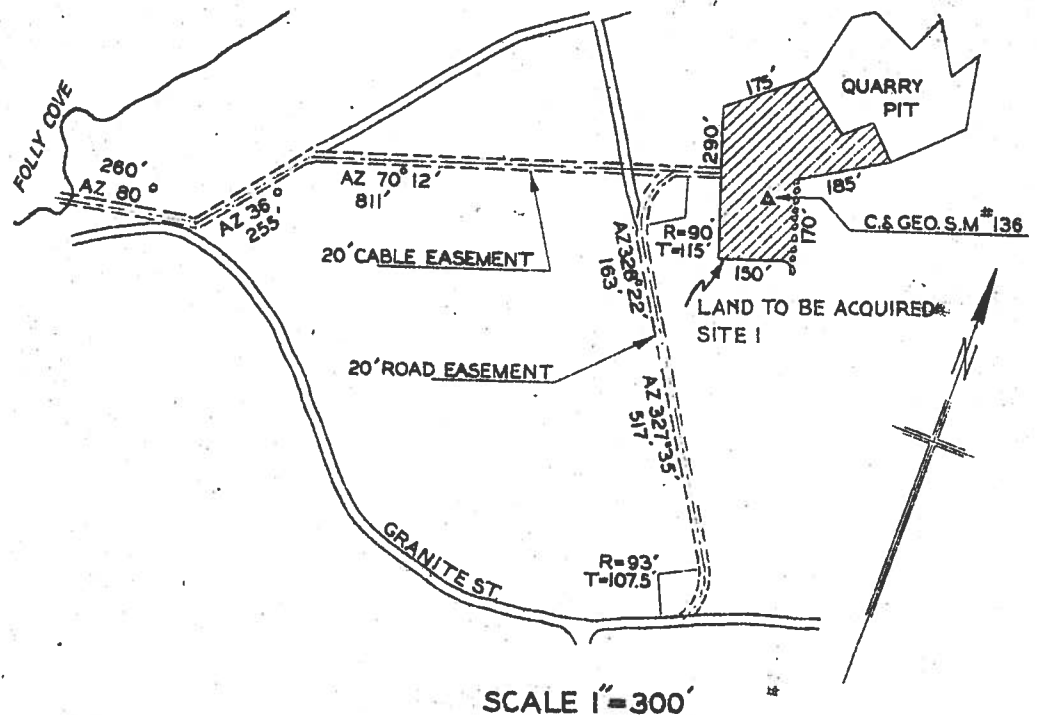 FOLLY COVE
260'
AZ 80°
AZ 36°
255'
AZ 70° 12'
811'
20' CABLE EASEMENT
175'
QUARRY
PIT
290'
185'
170'
C.& GEO. S.M #136
150'
R=90'
T=115'
AZ 328° 22'
163'
LAND TO BE ACQUIRED
SITE 1
20' ROAD EASEMENT
AZ 327° 35'
517'
N
GRANITE ST.
R=93'
T=107.5'
SCALE 1"=300'